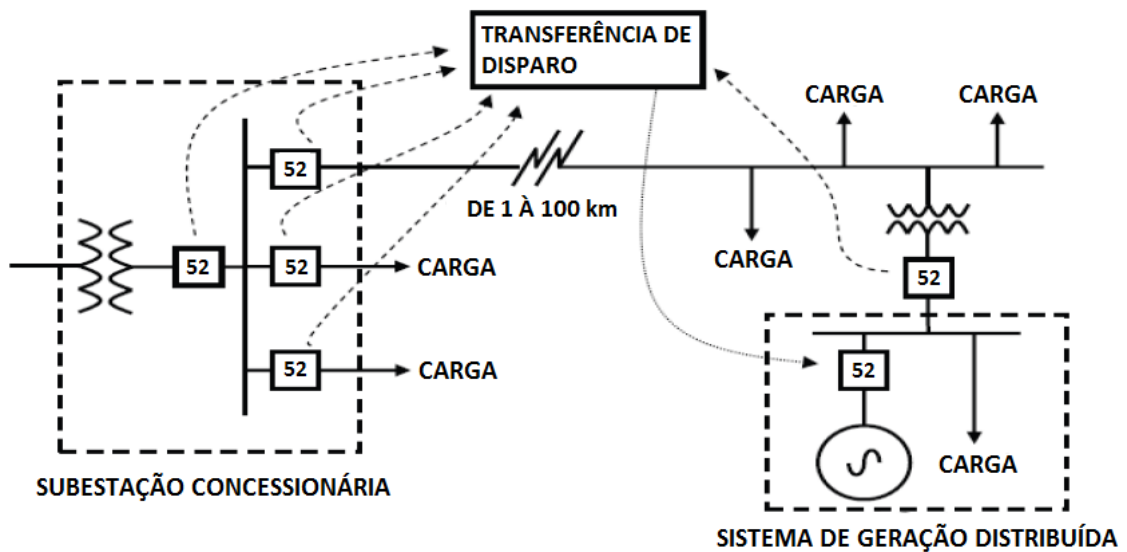 TRANSFERÊNCIA DE
DISPARO
CARGA
CARGA
52
DE 1 À 100 km
CARGA
52
52
CARGA
52
52
CARGA
52
CARGA
SUBESTAÇÃO CONCESSIONÁRIA
SISTEMA DE GERAÇÃO DISTRIBUÍDA